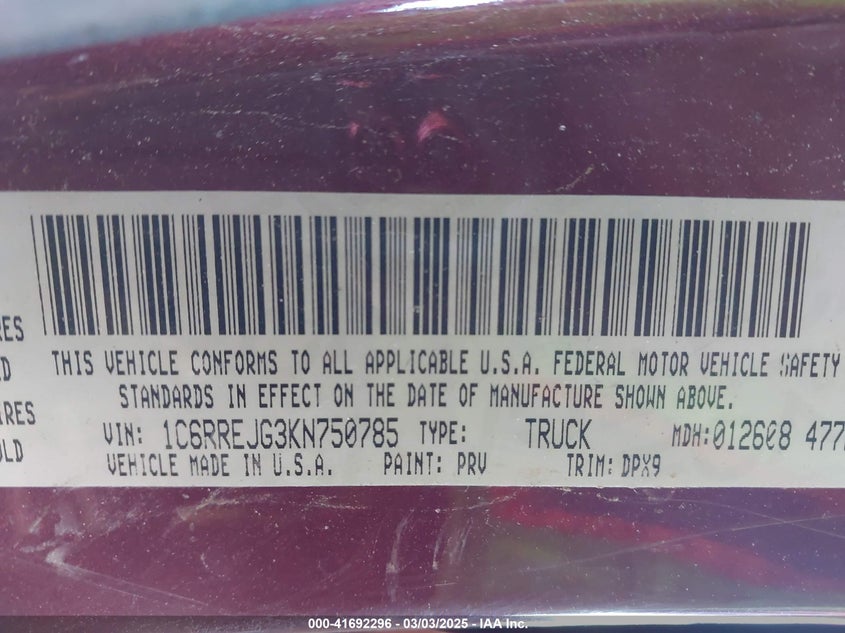 RES
THIS VEHICLE CONFORMS TO ALL APPLICABLE U.S.A. FEDERAL MOTOR VEHICLE SAFETY
STANDARDS IN EFFECT ON THE DATE OF MANUFACTURE SHOWN ABOVE.
IRES
VIN: 1C6RREJG3KN750785 TYPE: TRUCK MDH:012608 477
OLD
VEHICLE MADE IN U.S.A. PAINT: PRV TRIM: DPX9
000-41692296 - 03/03/2025 - IAA Inc.